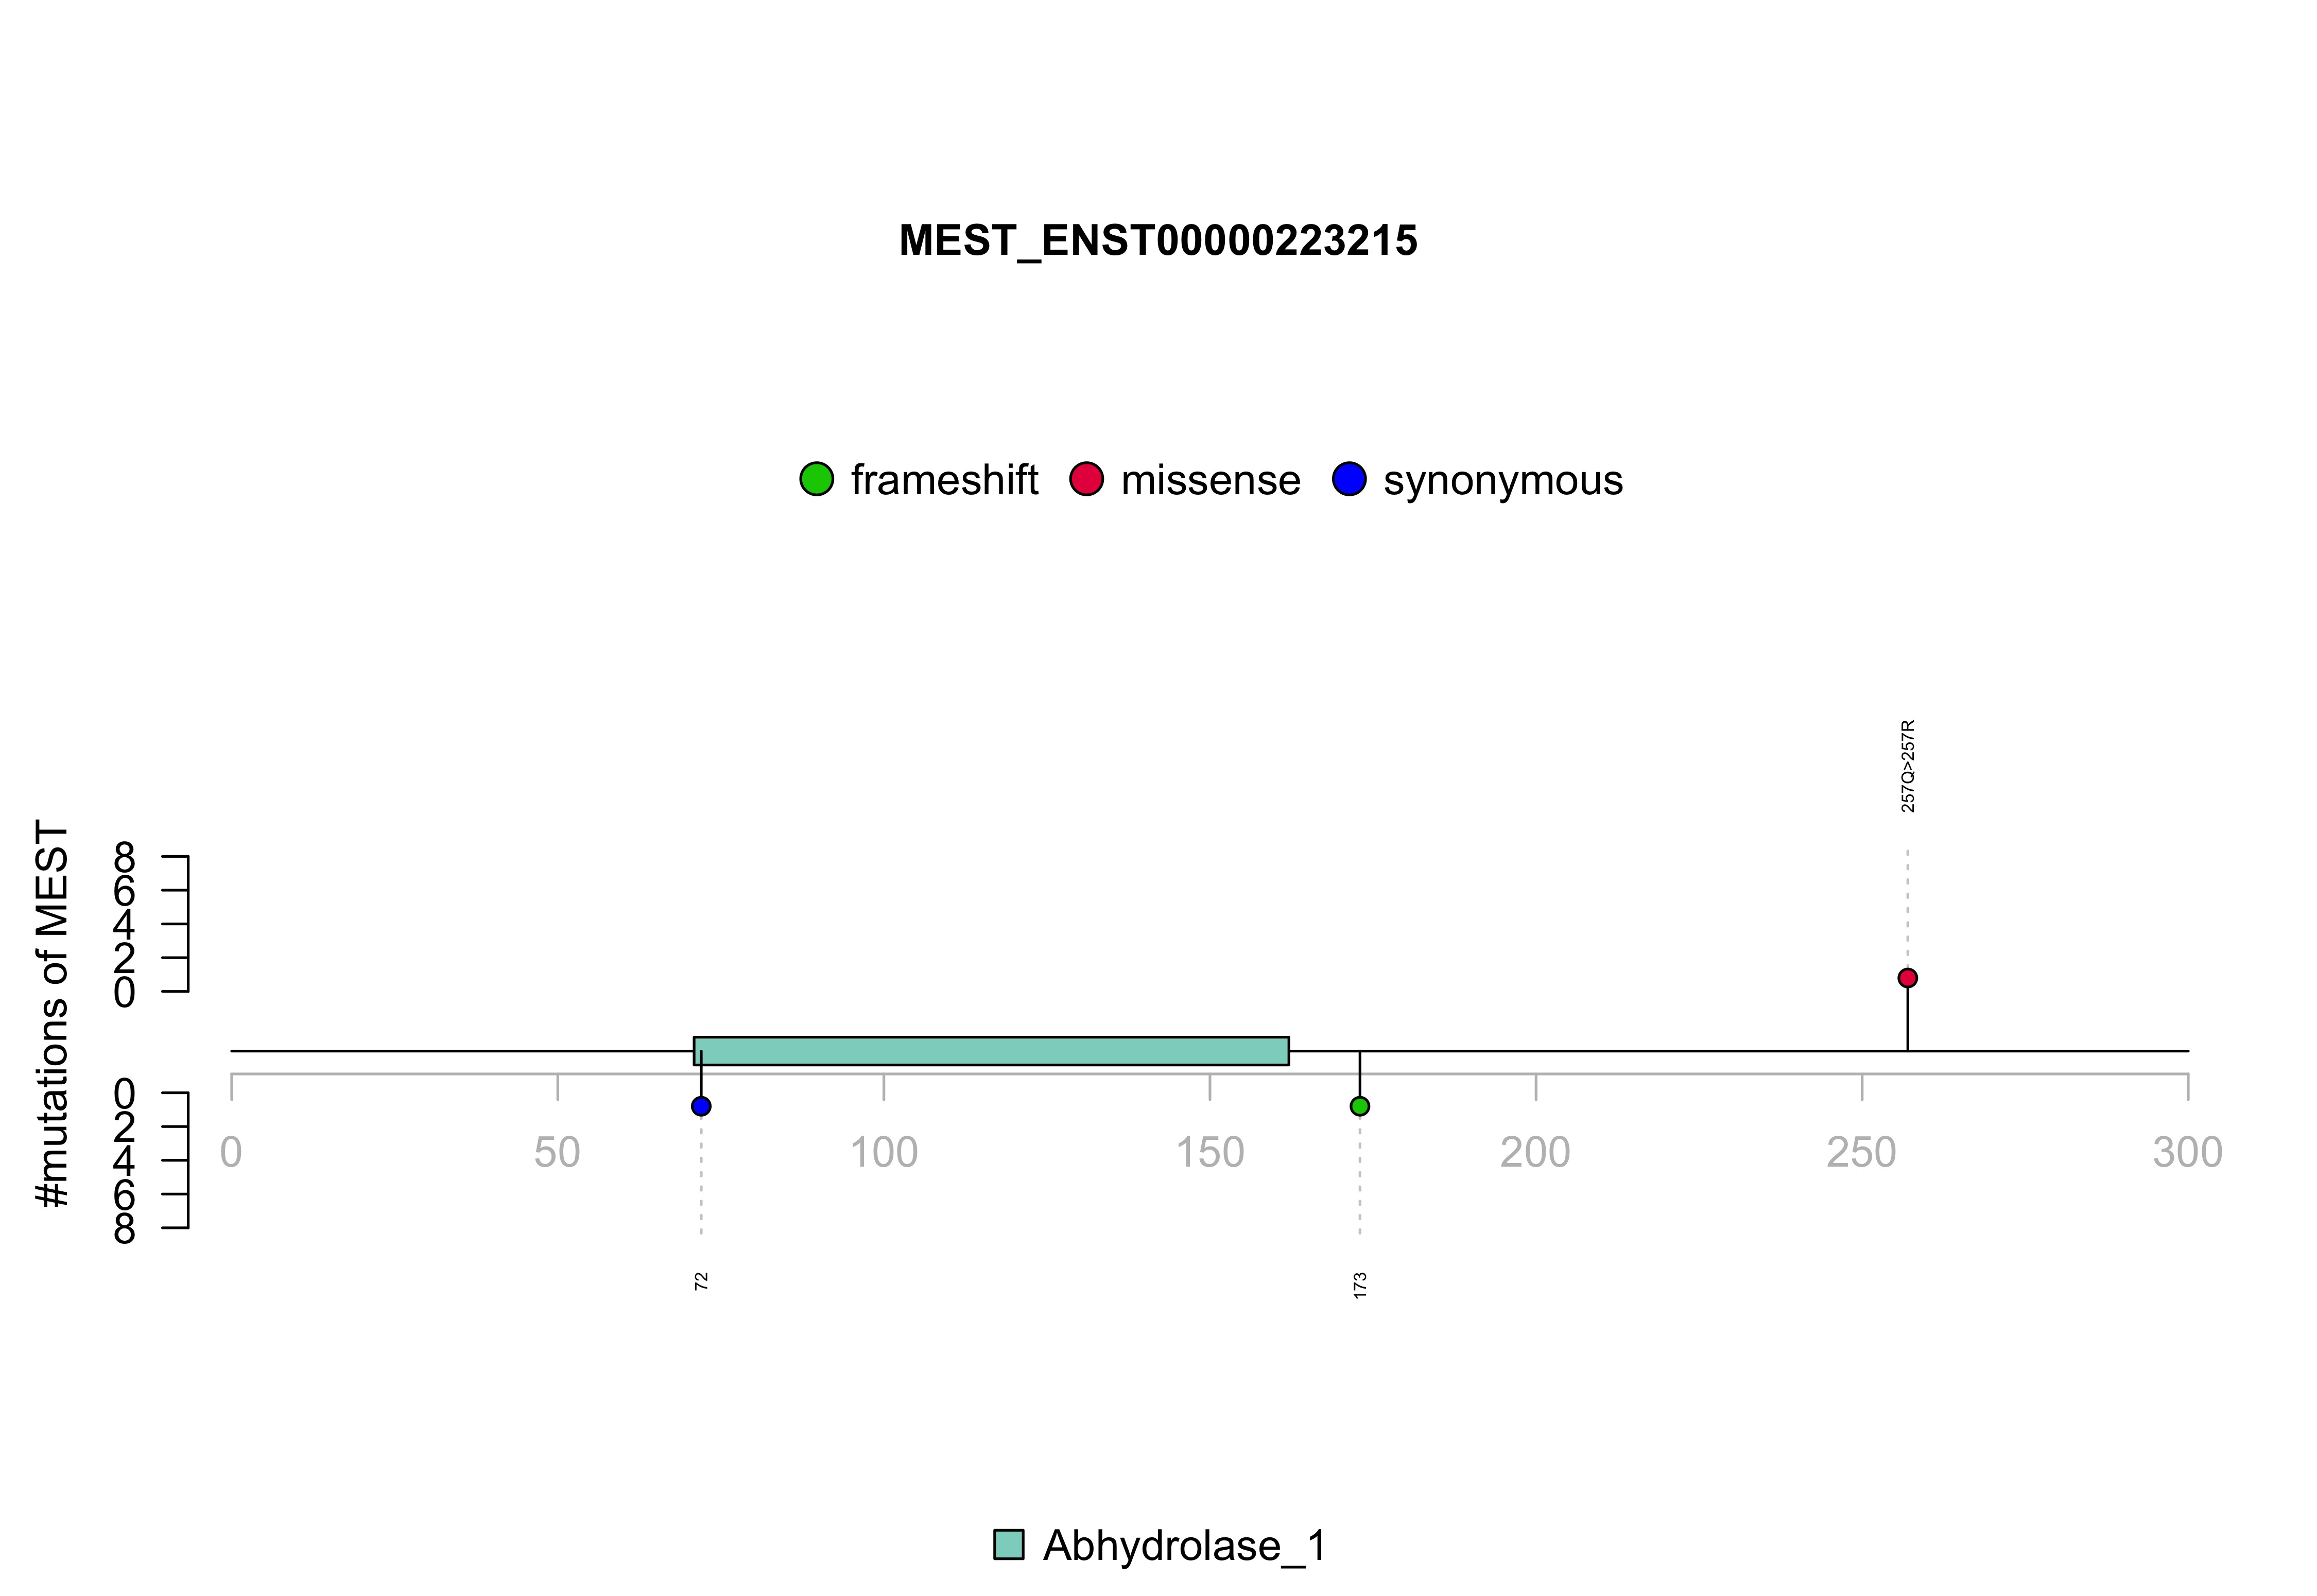 MEST_ENST00000223215
frameshift missense synonymous
257Q>257R
#mutations of MEST
8
6
4
2
0
0
2
4
6
8
0 50 100 150 200 250 300
72 173
Abhydrolase_1